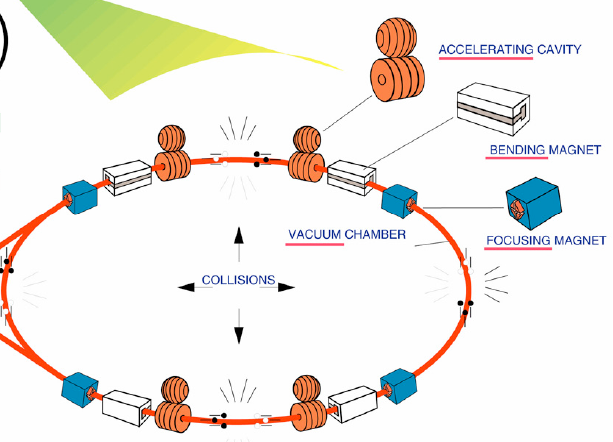 ACCELERATING CAVITY
BENDING MAGNET
VACUUM CHAMBER
FOCUSING MAGNET
COLLISIONS